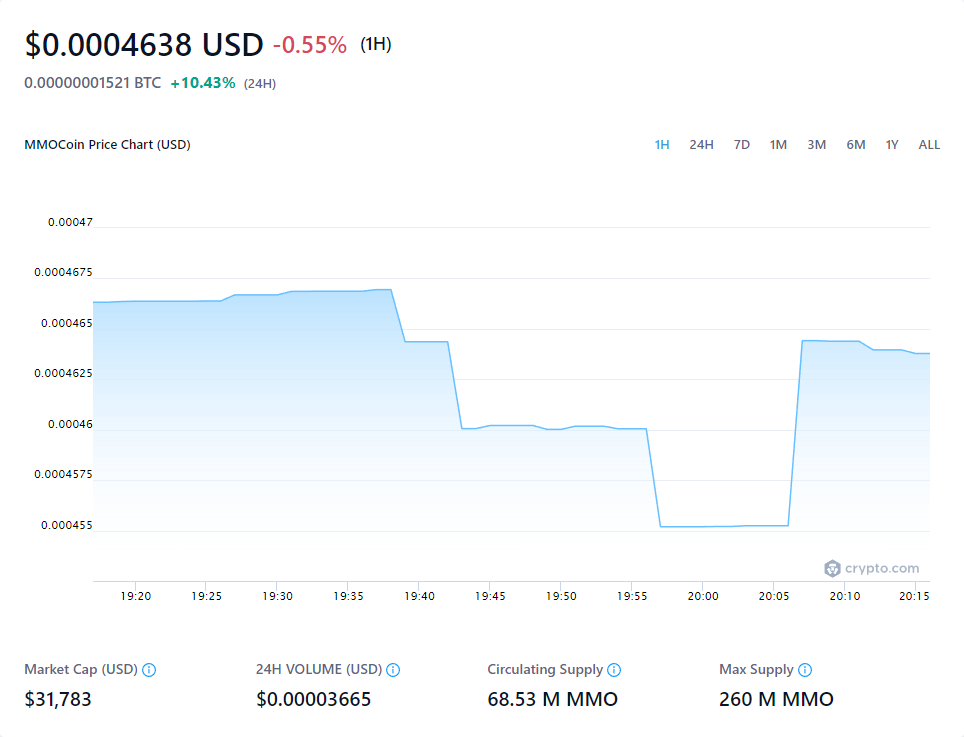 $0.0004638 USD -0.55% (1H)
0.00000001521 BTC +10.43% (24H)
MMOCoin Price Chart (USD) 1H 24H 7D 1M 3M 6M 1Y ALL
0.00047
0.0004675
0.000465
0.0004625
0.00046
0.0004575
0.000455
crypto.com
19:20 19:25 19:30 19:35 19:40 19:45 19:50 19:55 20:00 20:05 20:10 20:15
Market Cap (USD) 24H VOLUME (USD) Circulating Supply Max Supply
$31,783 $0.00003665 68.53 M MMO 260 M MMO